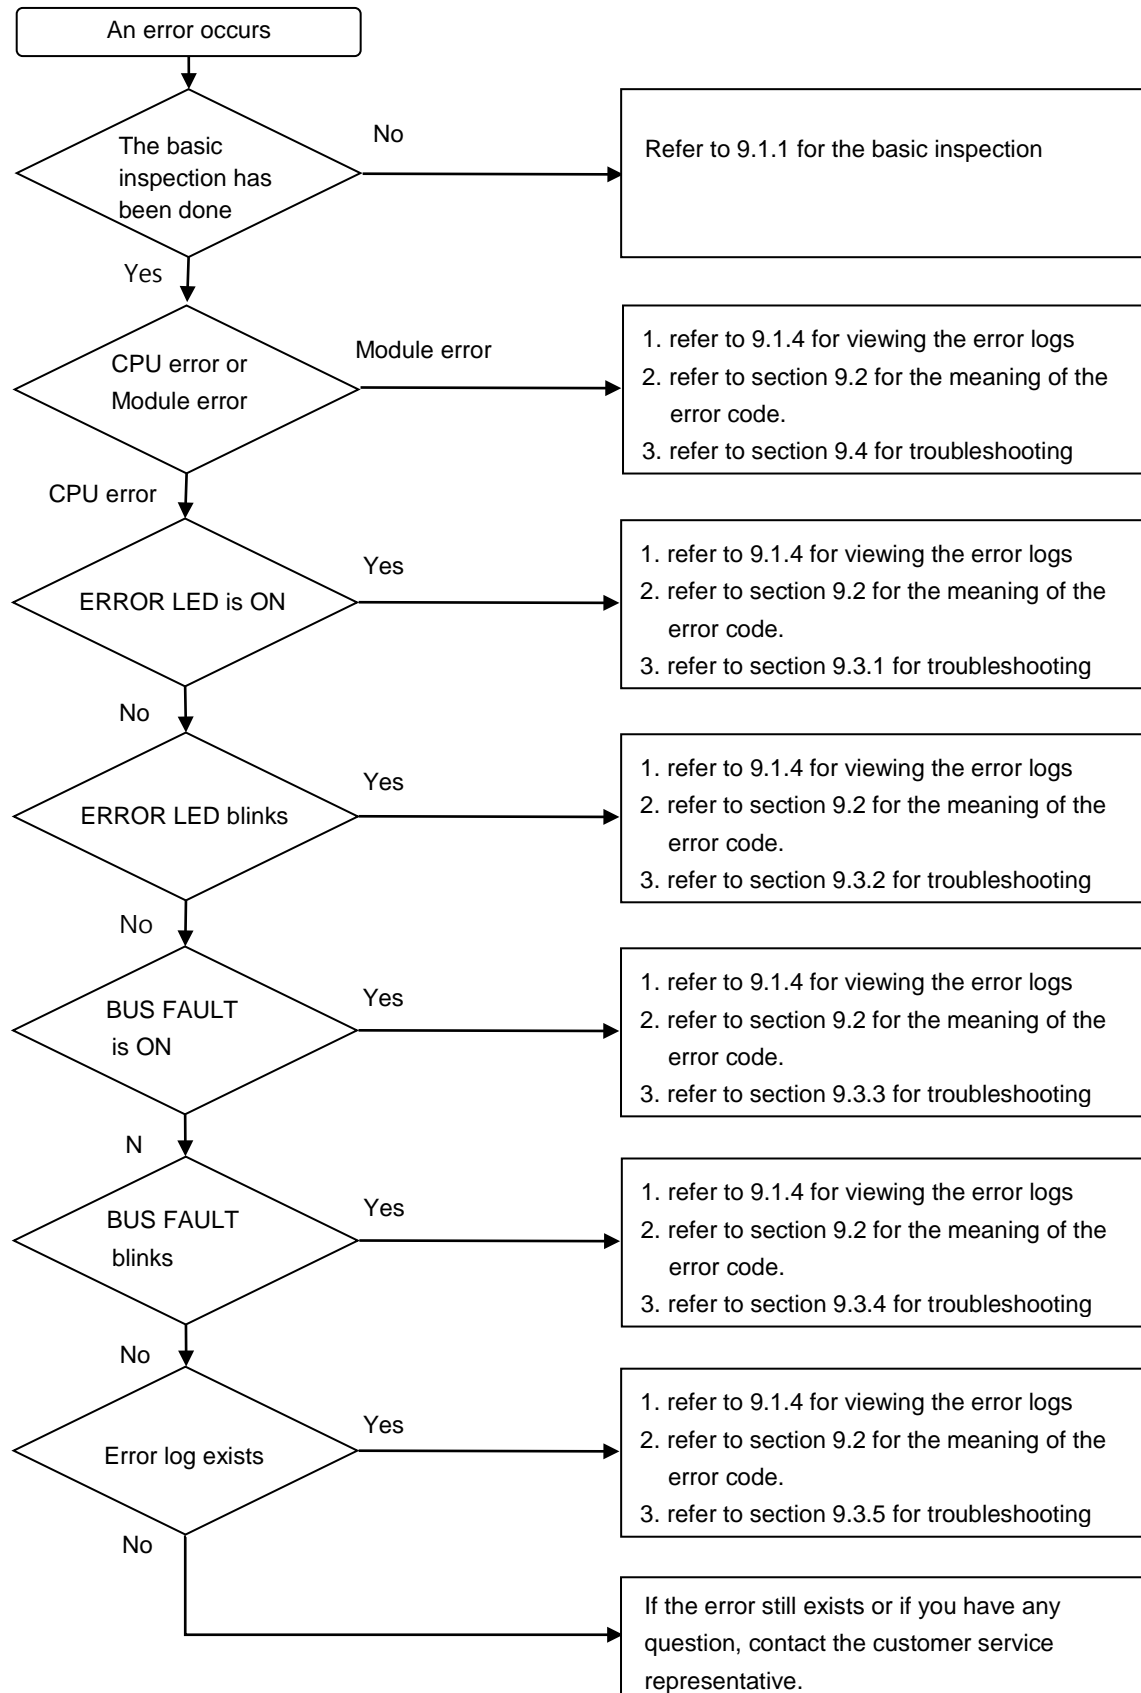 An error occurs
The basic
inspection has
been done
No
Refer to 9.1.1 for the basic inspection
Yes
CPU error or
Module error
Module error
1. refer to 9.1.4 for viewing the error logs
2. refer to section 9.2 for the meaning of the
error code.
3. refer to section 9.4 for troubleshooting
CPU error
ERROR LED is ON
Yes
1. refer to 9.1.4 for viewing the error logs
2. refer to section 9.2 for the meaning of the
error code.
3. refer to section 9.3.1 for troubleshooting
No
ERROR LED blinks
Yes
1. refer to 9.1.4 for viewing the error logs
2. refer to section 9.2 for the meaning of the
error code.
3. refer to section 9.3.2 for troubleshooting
No
BUS FAULT
is ON
Yes
1. refer to 9.1.4 for viewing the error logs
2. refer to section 9.2 for the meaning of the
error code.
3. refer to section 9.3.3 for troubleshooting
N
BUS FAULT
blinks
Yes
1. refer to 9.1.4 for viewing the error logs
2. refer to section 9.2 for the meaning of the
error code.
3. refer to section 9.3.4 for troubleshooting
No
Error log exists
Yes
1. refer to 9.1.4 for viewing the error logs
2. refer to section 9.2 for the meaning of the
error code.
3. refer to section 9.3.5 for troubleshooting
No
If the error still exists or if you have any
question, contact the customer service
representative.